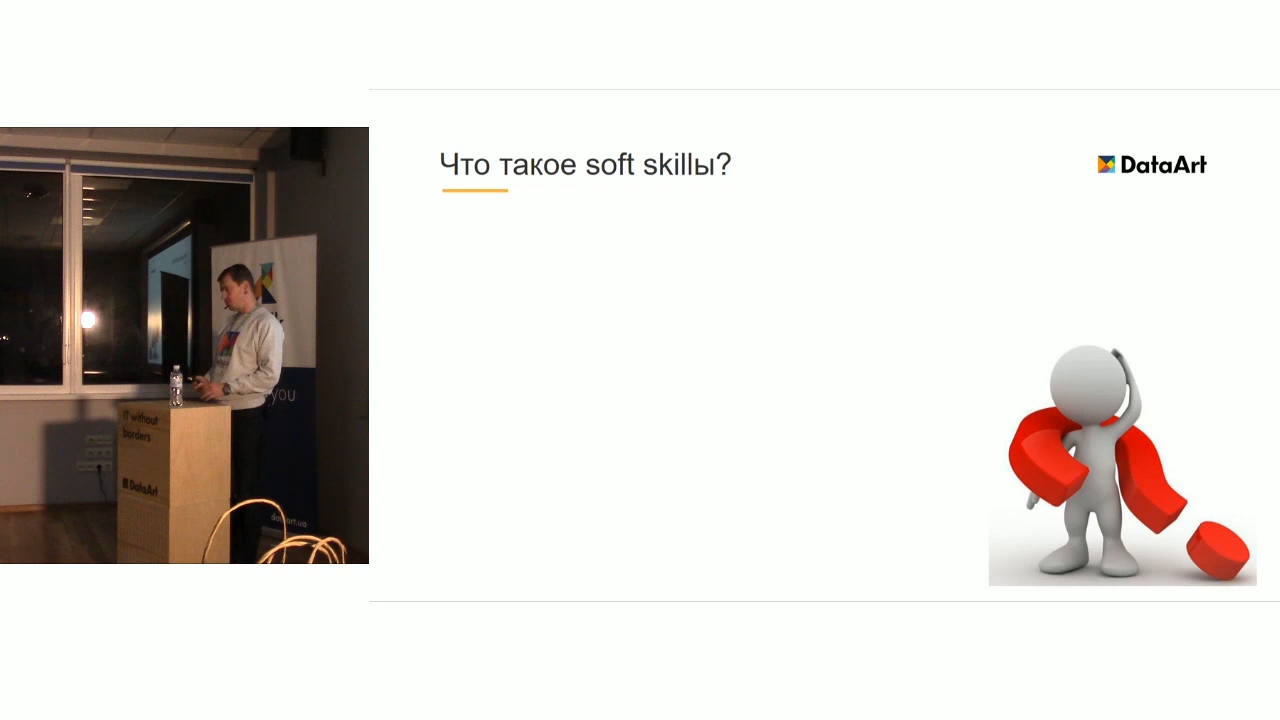 Что такое soft skillы?
DataArt
you
IT without
borders
DataArt